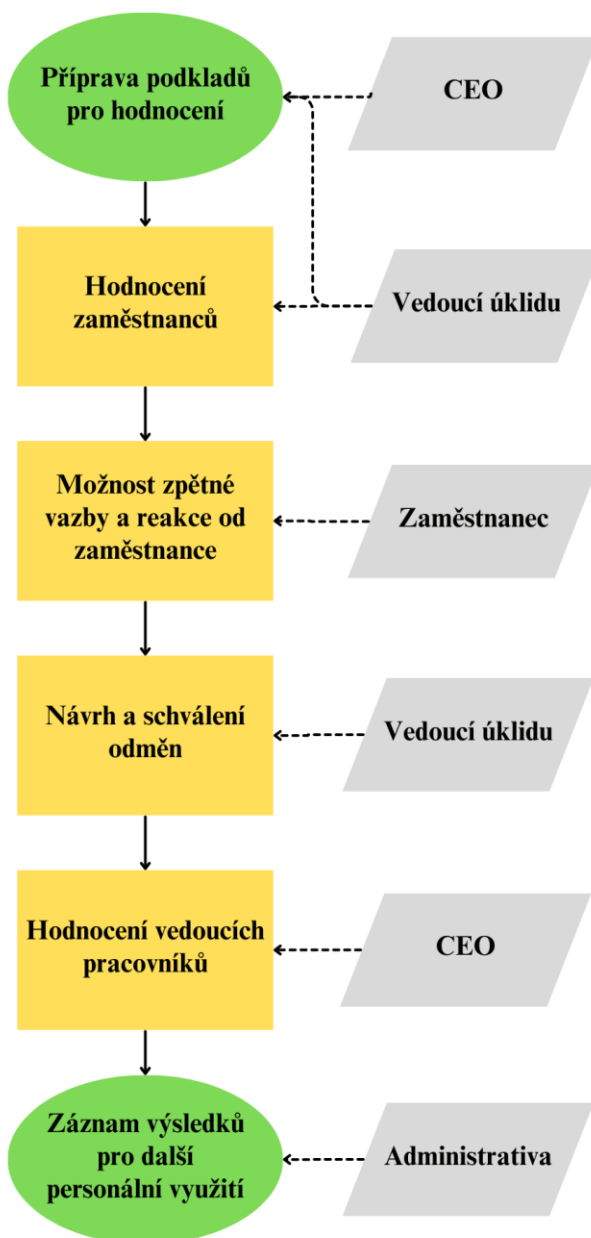 Příprava podkladů
pro hodnocení
CEO
Hodnocení
zaměstnanců
Vedoucí úklidu
Možnost zpětné
vazby a reakce od
zaměstnance
Zaměstnanec
Návrh a schválení
odměn
Vedoucí úklidu
Hodnocení vedoucích
pracovníků
CEO
Záznam výsledků
pro další
personální využití
Administrativa